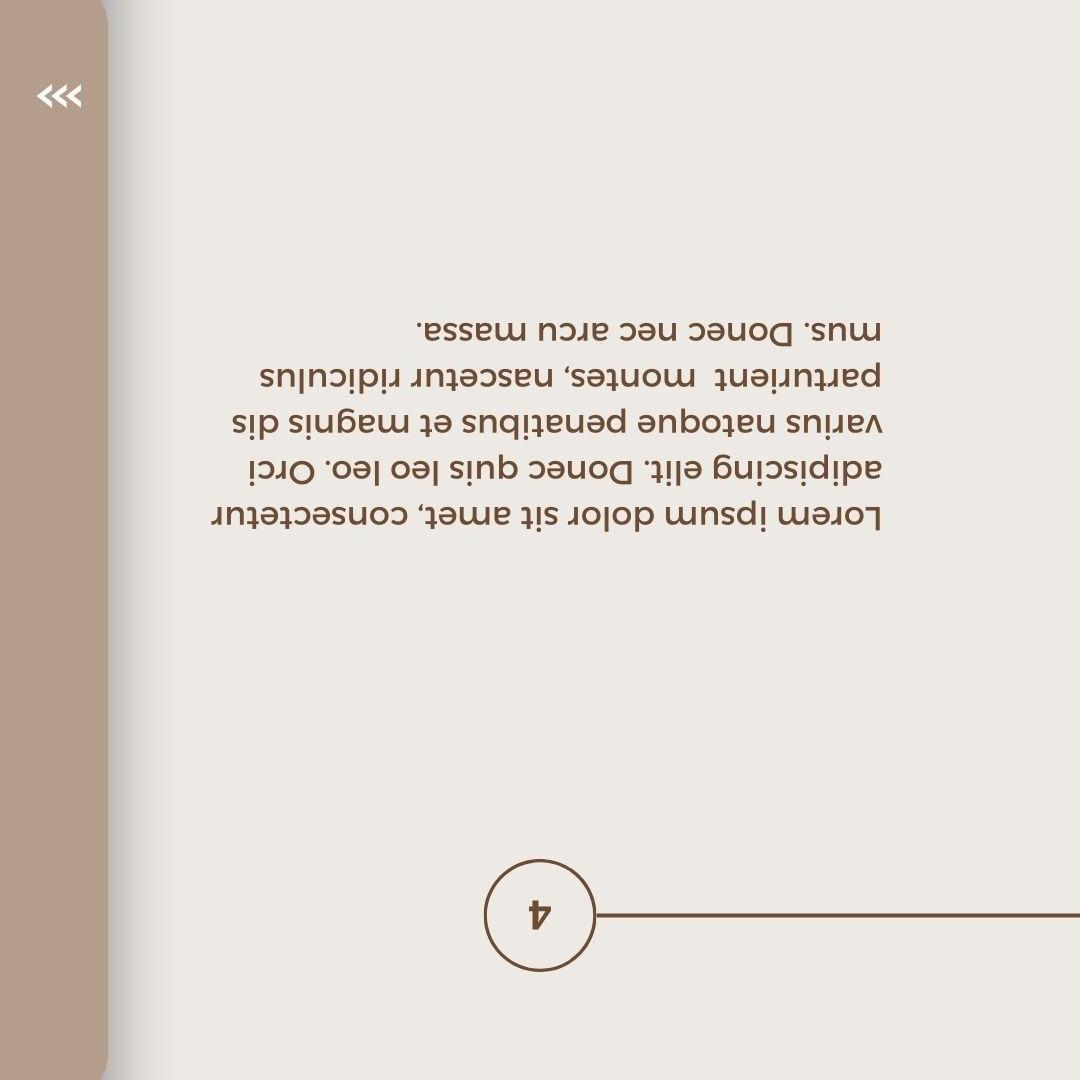 4
Lorem ipsum dolor sit amet, consectetur
adipiscing elit. Donec quis leo leo. Orci
varius natoque penatibus et magnis dis
parturient  montes, nascetur ridiculus
mus. Donec nec arcu massa.